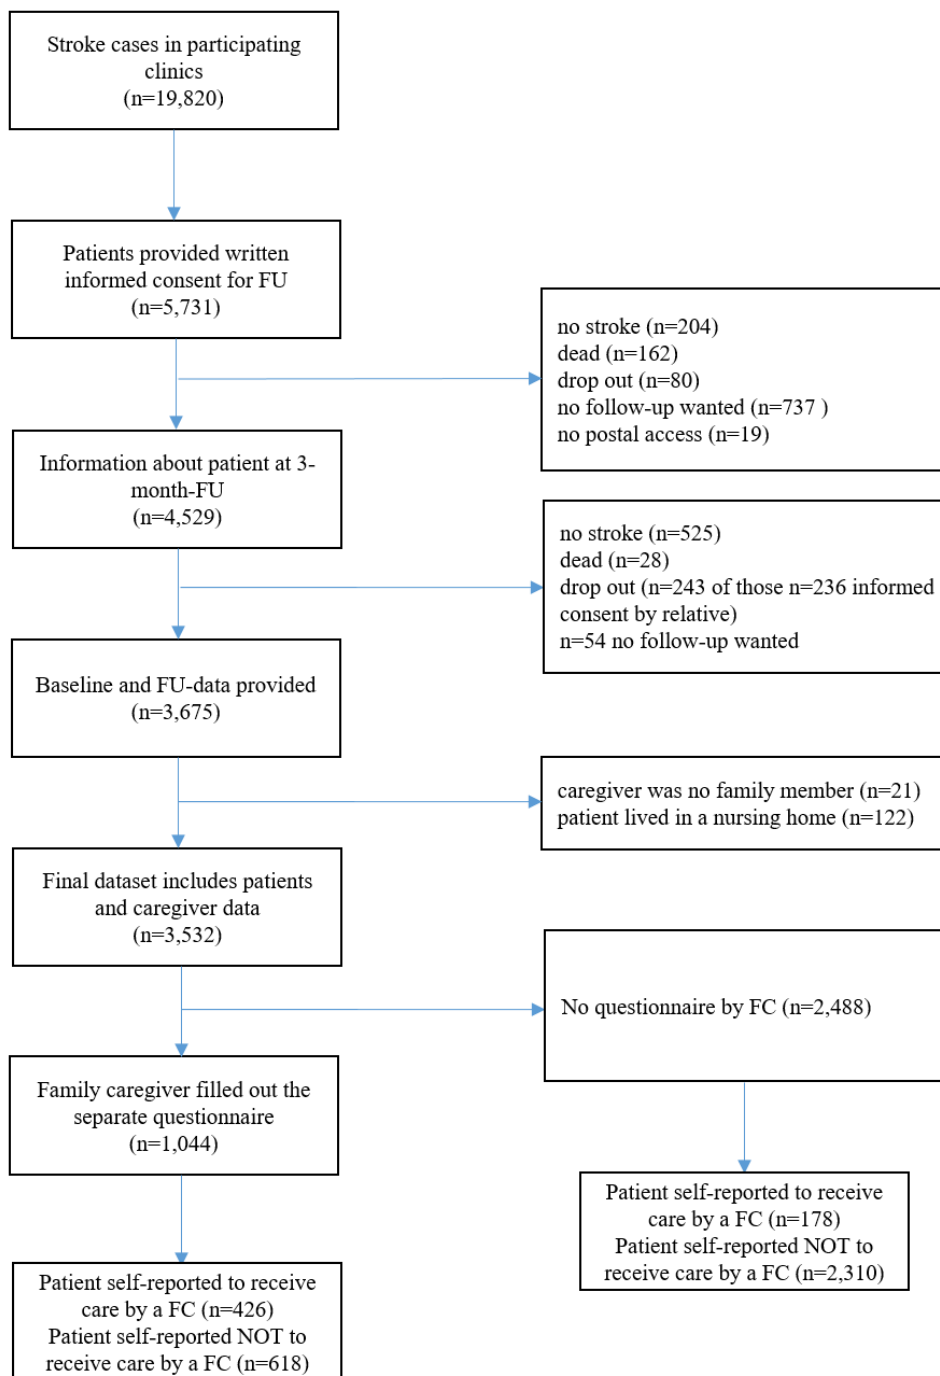 Stroke cases in participating
clinics
(n=19,820)
Patients provided written
informed consent for FU
(n=5,731)
no stroke (n=204)
dead (n=162)
drop out (n=80)
no follow-up wanted (n=737 )
no postal access (n=19)
Information about patient at 3-
month-FU
(n=4,529)
no stroke (n=525)
dead (n=28)
drop out (n=243 of those n=236 informed
consent by relative)
n=54 no follow-up wanted
Baseline and FU-data provided
(n=3,675)
caregiver was no family member (n=21)
patient lived in a nursing home (n=122)
Final dataset includes patients
and caregiver data
(n=3,532)
No questionnaire by FC (n=2,488)
Family caregiver filled out the
separate questionnaire
(n=1,044)
Patient self-reported to receive
care by a FC (n=178)
Patient self-reported NOT to
receive care by a FC (n=2,310)
Patient self-reported to receive
care by a FC (n=426)
Patient self-reported NOT to
receive care by a FC (n=618)